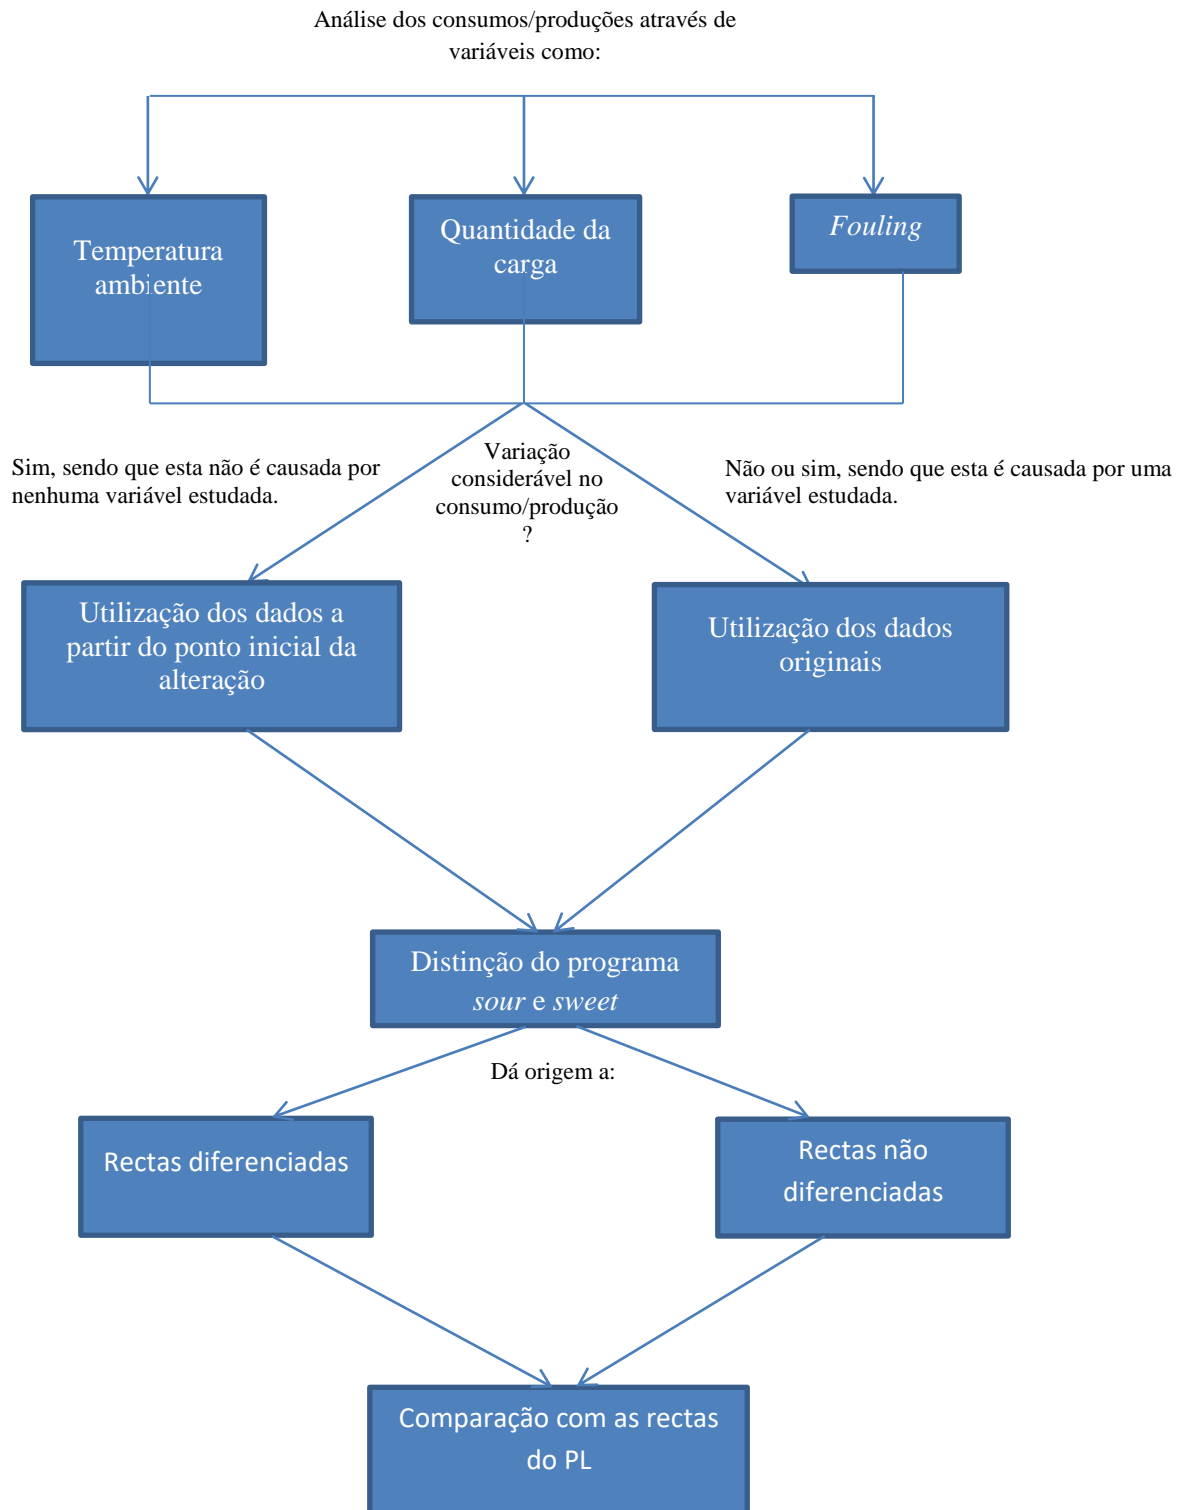 Análise dos consumos/produções através de
variáveis como:
Temperatura
ambiente
Quantidade da
carga
Fouling
Sim, sendo que esta não é causada por
nenhuma variável estudada.
Variação
considerável no
consumo/produção
?
Não ou sim, sendo que esta é causada por uma
variável estudada.
Utilização dos dados a
partir do ponto inicial da
alteração
Utilização dos dados
originais
Distinção do programa
sour e sweet
Dá origem a:
Rectas diferenciadas
Rectas não
diferenciadas
Comparação com as rectas
do PL